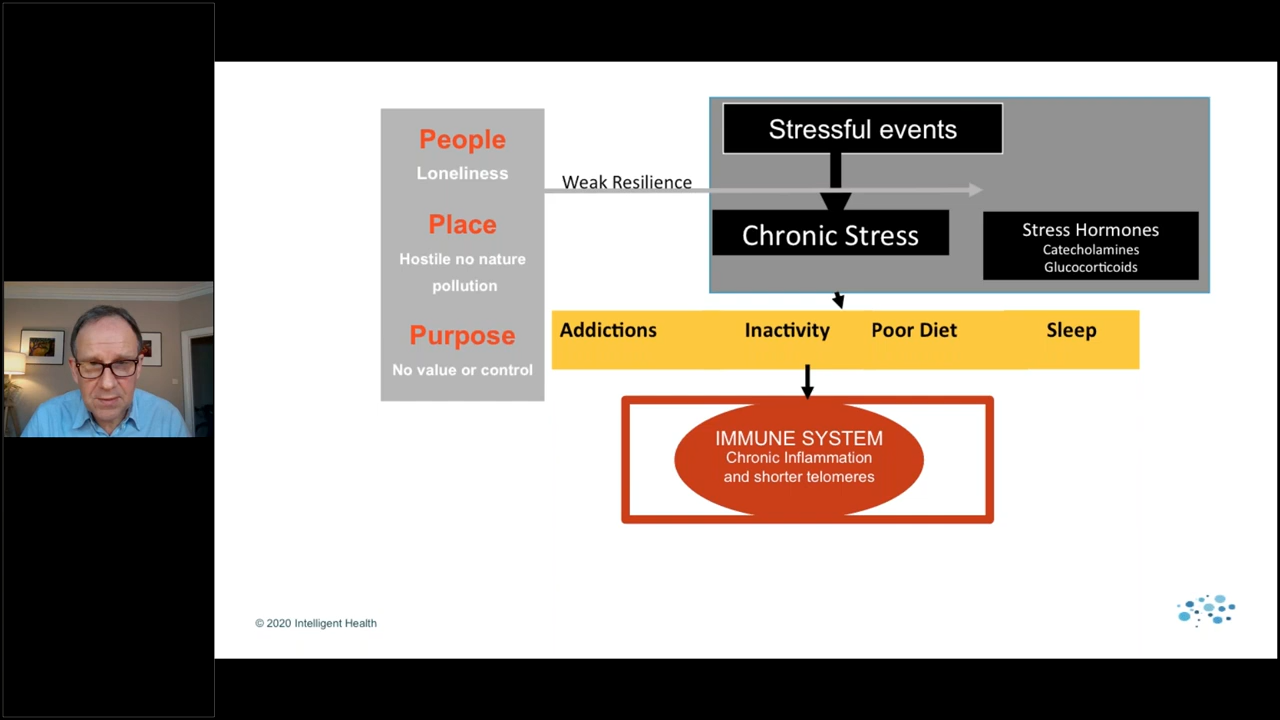 People
Loneliness
Place
Hostile no nature
pollution
Purpose
No value or control
Weak Resilience
Stressful events
Chronic Stress
Stress Hormones
Catecholamines
Glucocorticoids
Addictions
Inactivity
Poor Diet
Sleep
IMMUNE SYSTEM
Chronic Inflammation
and shorter telomeres
© 2020 Intelligent Health